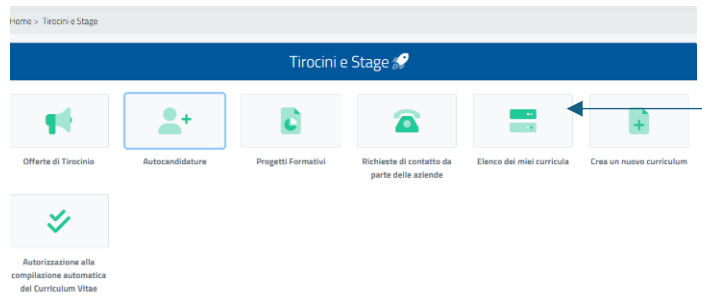 Home > Tirocini e Stage
Tirocini e Stage
Offerte di Tirocinio
Autocandidature
Progetti Formativi
Richieste di contatto da
parte delle aziende
Elenco dei miei curricula
Crea un nuovo curriculum
Autorizzazione alla
compilazione automatica
del Curriculum Vitae